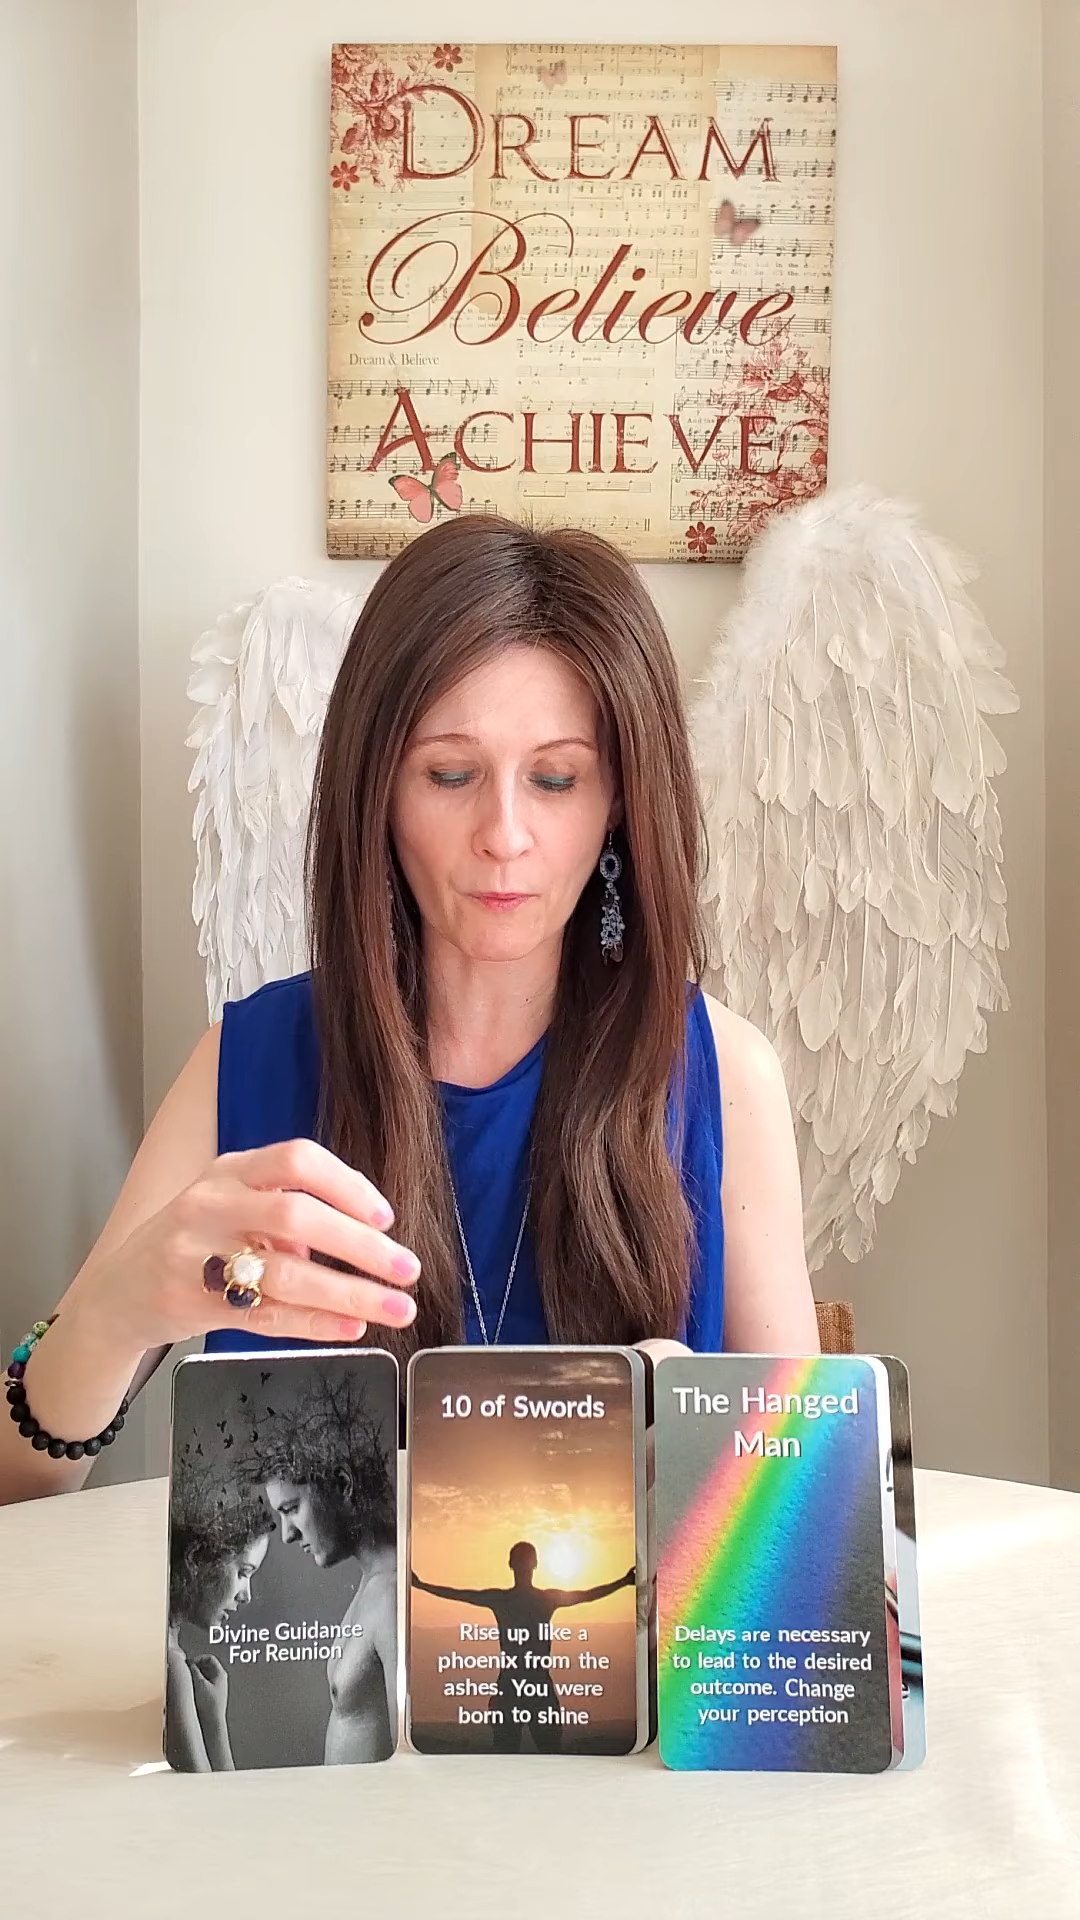 DREAM
Believe
Dream & Believe
ACHIEVE
Divine Guidance
For Reunion
10 of Swords
Rise up like a
phoenix from the
ashes. You were
born to shine
The Hanged
Man
Delays are necessary
to lead to the desired
outcome. Change
your perception